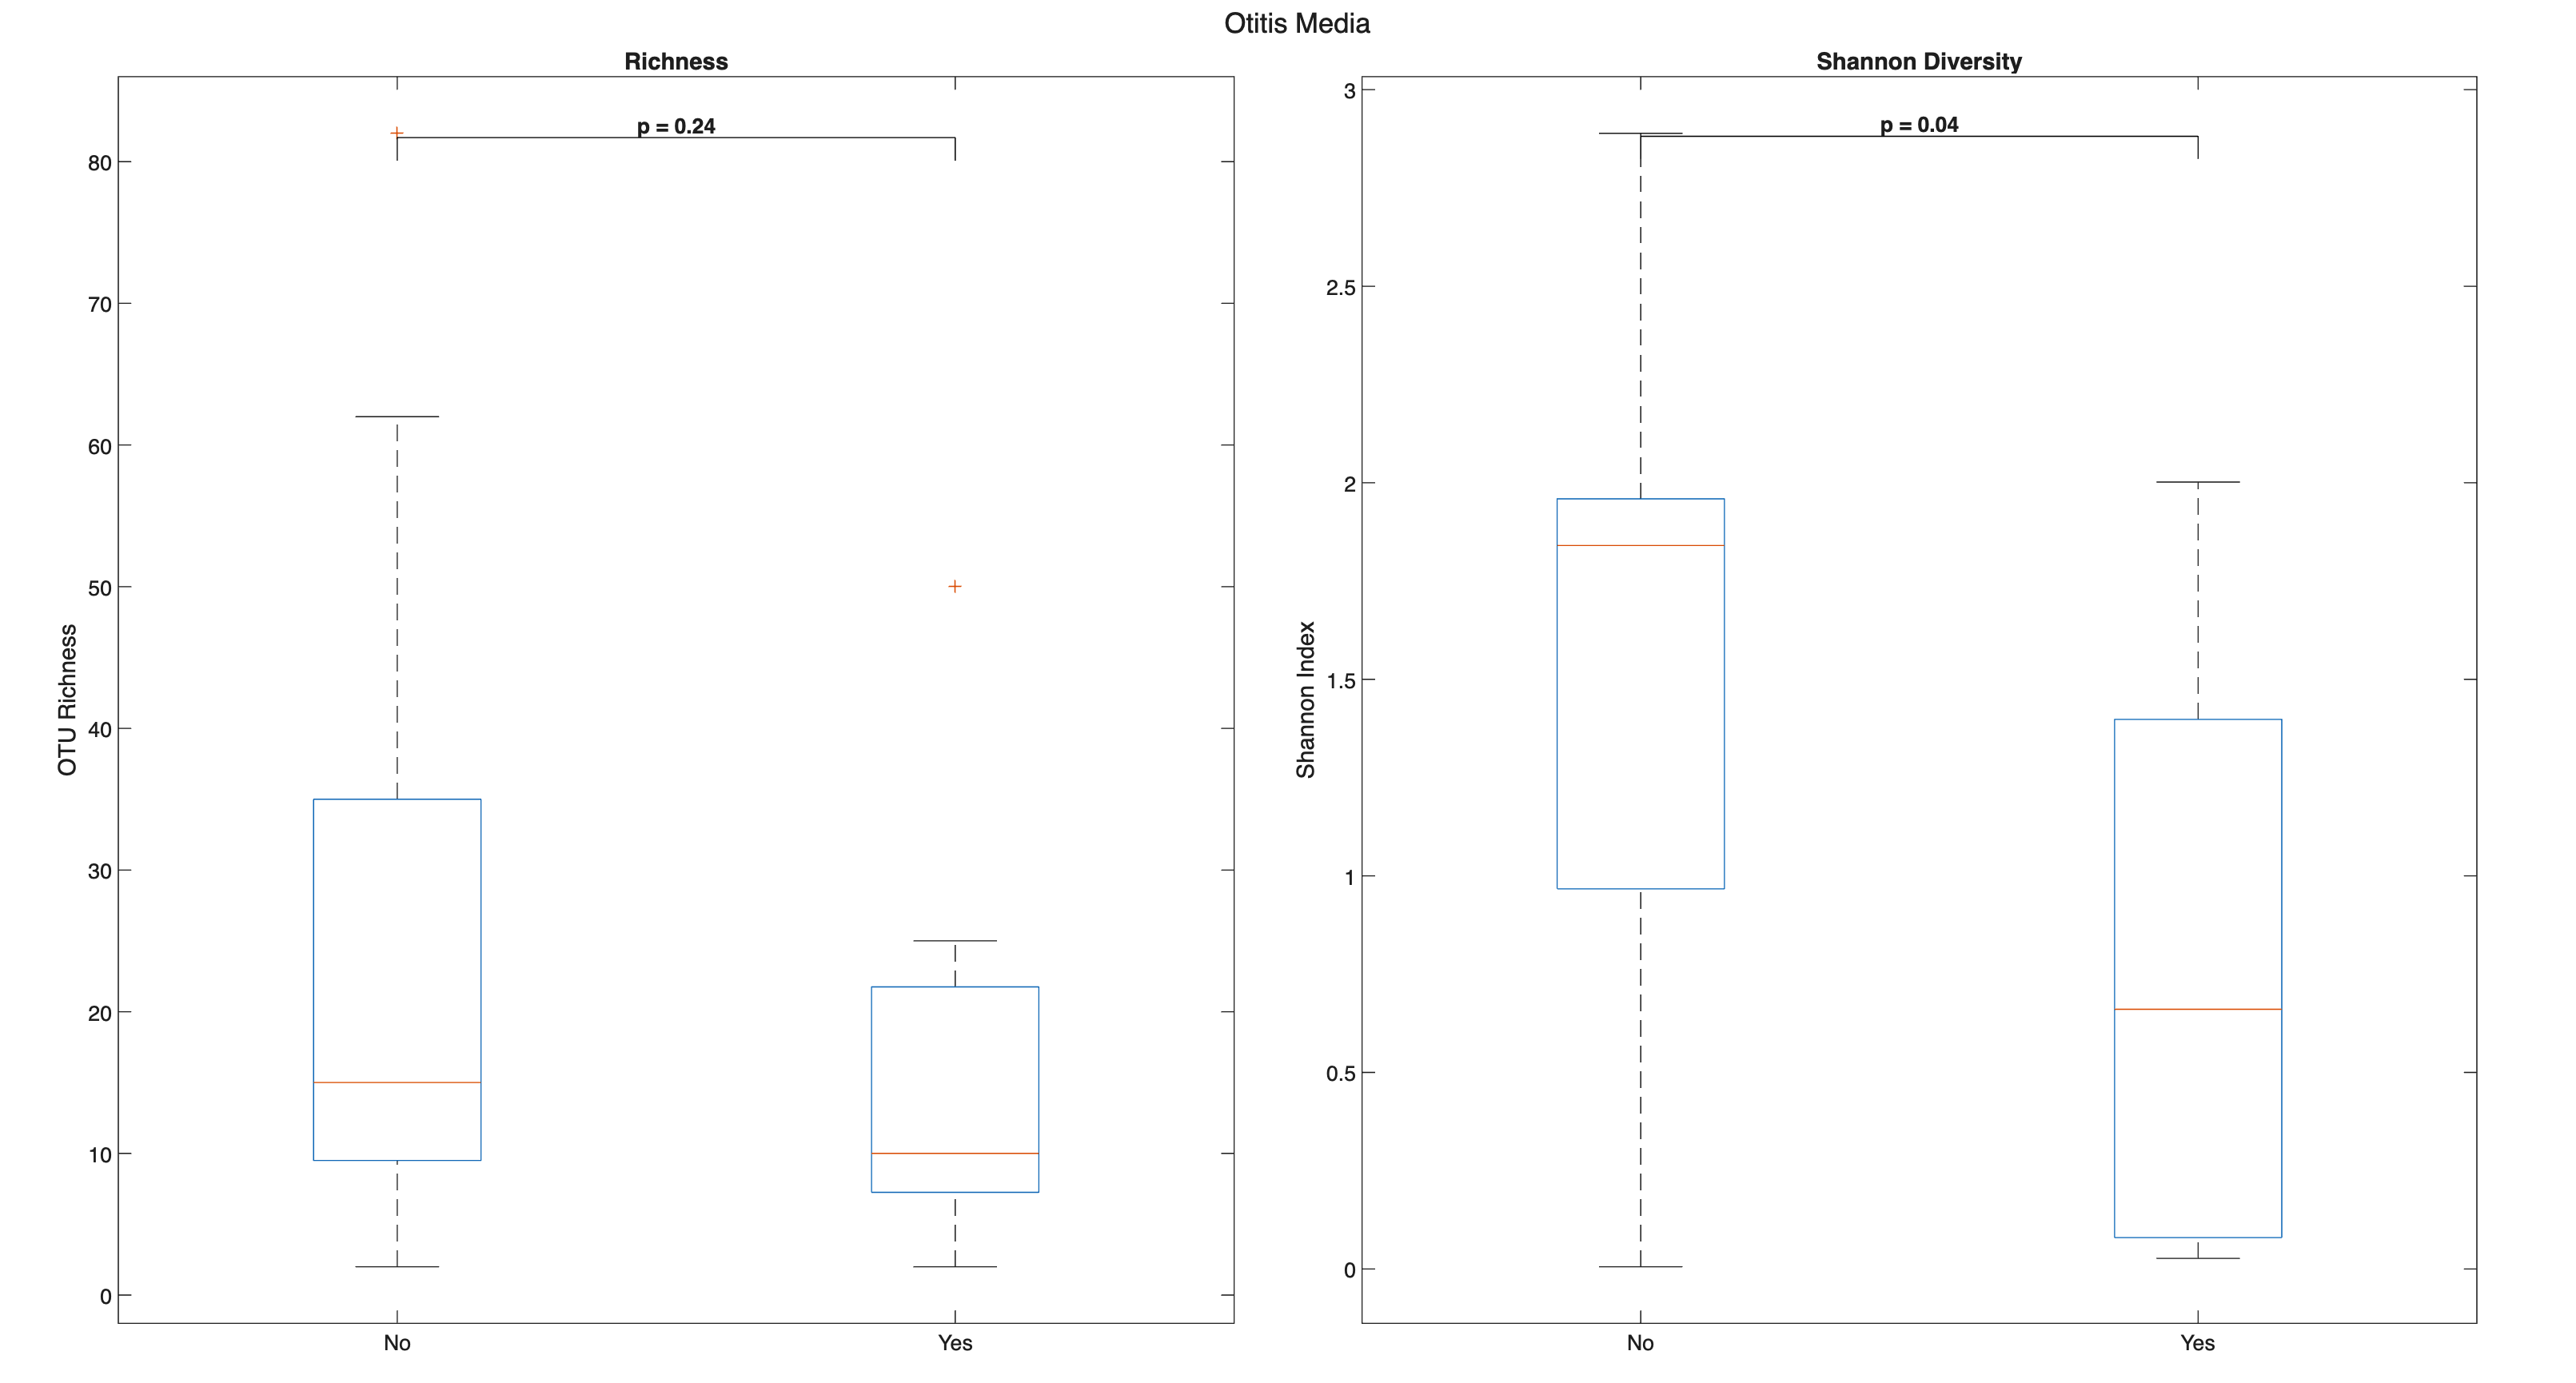 Otitis Media
Richness
p = 0.24
80
70
60
50
40
30
20
10
0
OTU Richness
No
Yes
Shannon Diversity
p = 0.04
3
2.5
2
1.5
1
0.5
0
Shannon Index
No
Yes